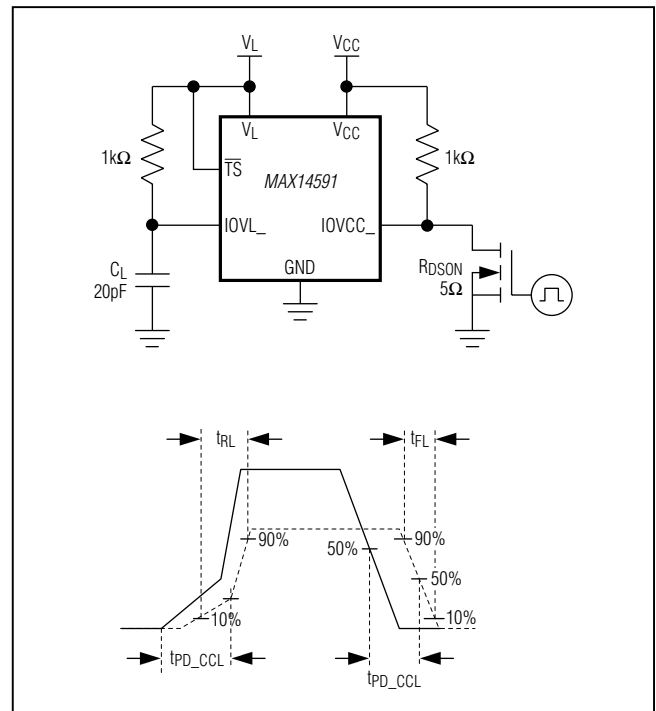 VL VCC
VL VCC
1kΩ 1kΩ
TS
MAX14591
IOVL_ IOVCC_
CL
20pF
GND
RDSON
5Ω
tRL tFL
90% 90%
50% 50%
10% 10%
tPD_CCL tPD_CCL